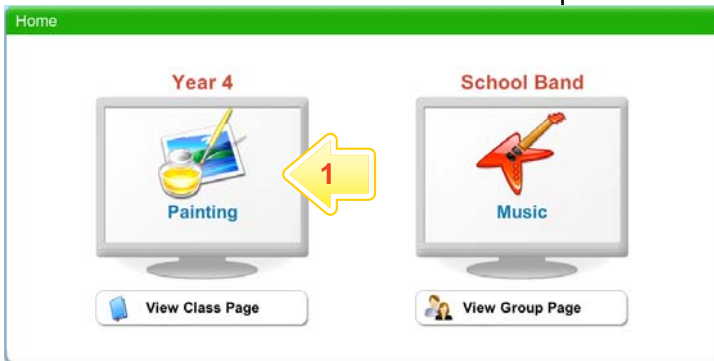 Home
Year 4
School Band
1
Painting
Music
View Class Page
View Group Page